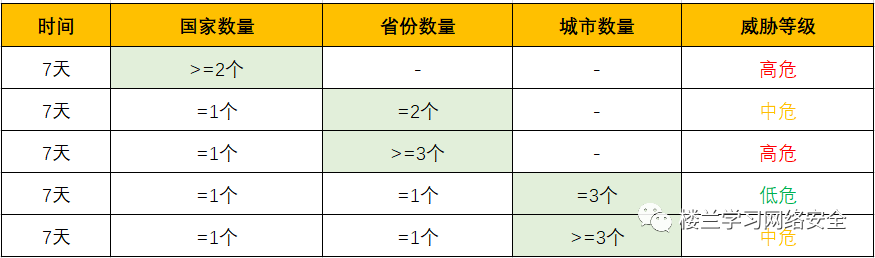 时间 国家数量 省份数量 城市数量 威胁等级
7天 >=2个 - - 高危
7天 =1个 =2个 - 中危
7天 =1个 >=3个 - 高危
7天 =1个 =1个 =3个 低危
7天 =1个 =1个 >=3个 中危
楼兰学习网络安全